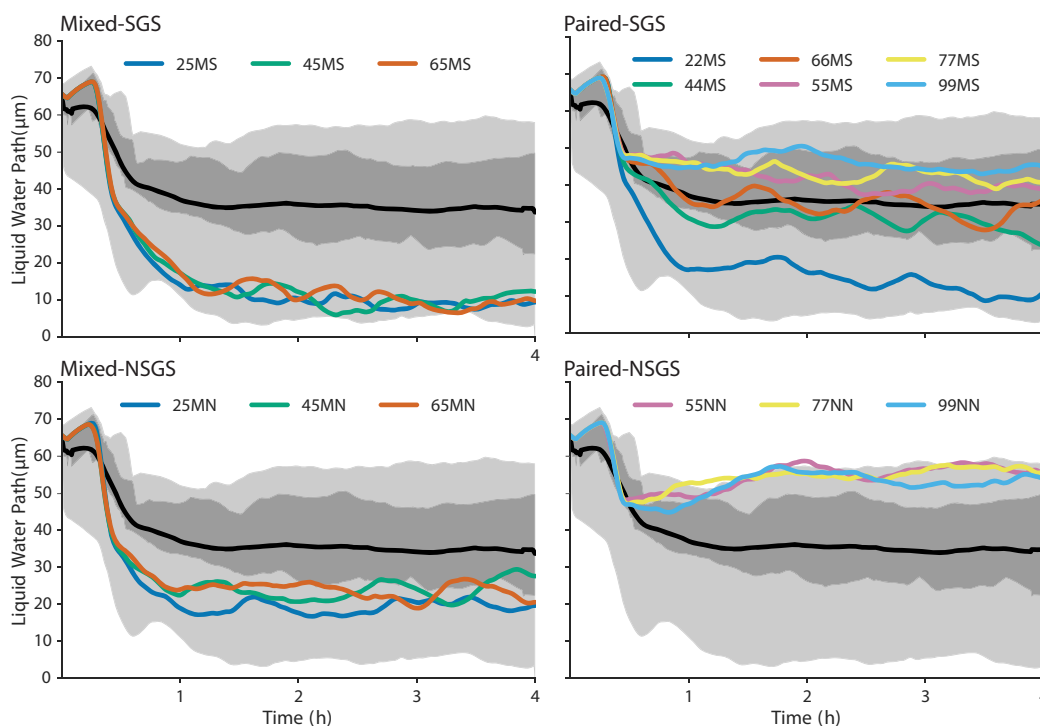 Mixed-SGS
Paired-SGS
80
70
60
50
40
30
20
10
0
Liquid Water Path(μm)
25MS 45MS 65MS
22MS 66MS 77MS
44MS 55MS 99MS
4
Mixed-NSGS
Paired-NSGS
80
70
60
50
40
30
20
10
0
Liquid Water Path(μm)
25MN 45MN 65MN
55NN 77NN 99NN
1 2 3 4
Time (h)
1 2 3 4
Time (h)